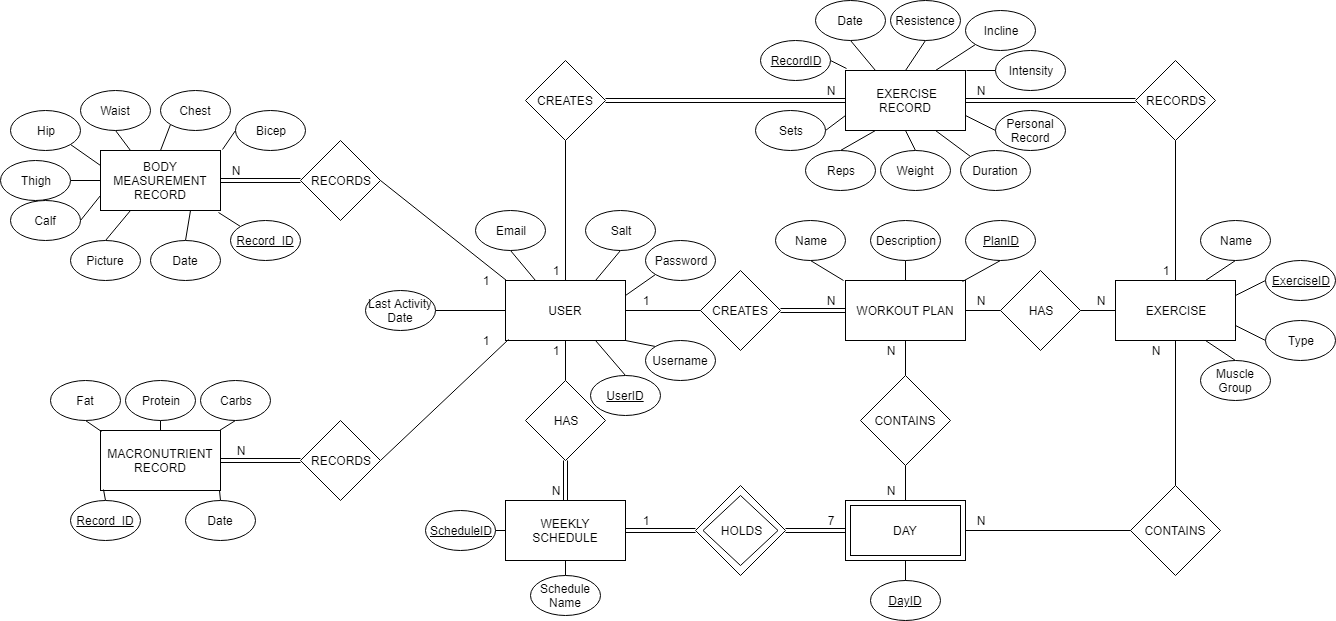 Date
Resistence
Incline
RecordID
Intensity
N
EXERCISE
RECORD
N
CREATES
RECORDS
Sets
Personal
Record
Reps
Weight
Duration
Waist
Chest
Hip
Bicep
BODY
MEASUREMENT
RECORD
N
RECORDS
Thigh
Calf
Picture
Date
Record_ID
Email
Salt
Password
Name
Description
PlanID
Name
1
1
1
ExerciseID
Last Activity
Date
USER
1
CREATES
N
WORKOUT PLAN
N
HAS
N
EXERCISE
Type
1
1
N
N
Username
UserID
Muscle
Group
Fat
Protein
Carbs
HAS
CONTAINS
MACRONUTRIENT
RECORD
N
RECORDS
Record_ID
Date
N
N
ScheduleID
WEEKLY
SCHEDULE
1
HOLDS
7
DAY
N
CONTAINS
Schedule
Name
DayID